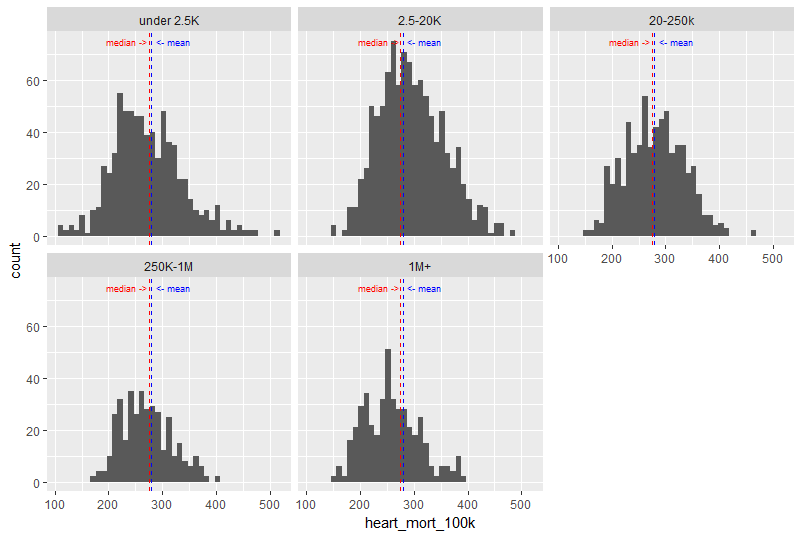 under 2.5K
2.5-20K
20-250k
median -> <- mean
median -> <- mean
median -> <- mean
60
40
20
0
count
100 200 300 400 500
250K-1M
1M+
median -> <- mean
median -> <- mean
60
40
20
0
100 200 300 400 500
100 200 300 400 500
heart_mort_100k